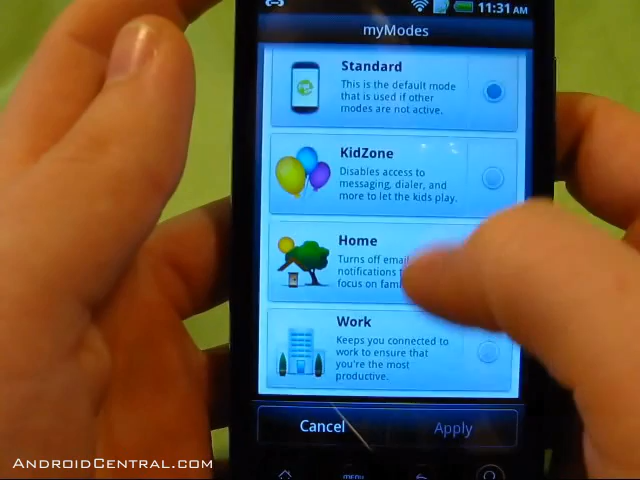 11:31 AM
myModes
Standard
This is the default mode
that is used if other
modes are not active.
KidZone
Disables access to
messaging, dialer, and
more to let the kids play.
Home
Turns off email
notifications
focus on
Work
Keeps you connected to
work to ensure that
you're the most
productive.
Cancel
Apply
menu
ANDROIDCENTRAL.COM